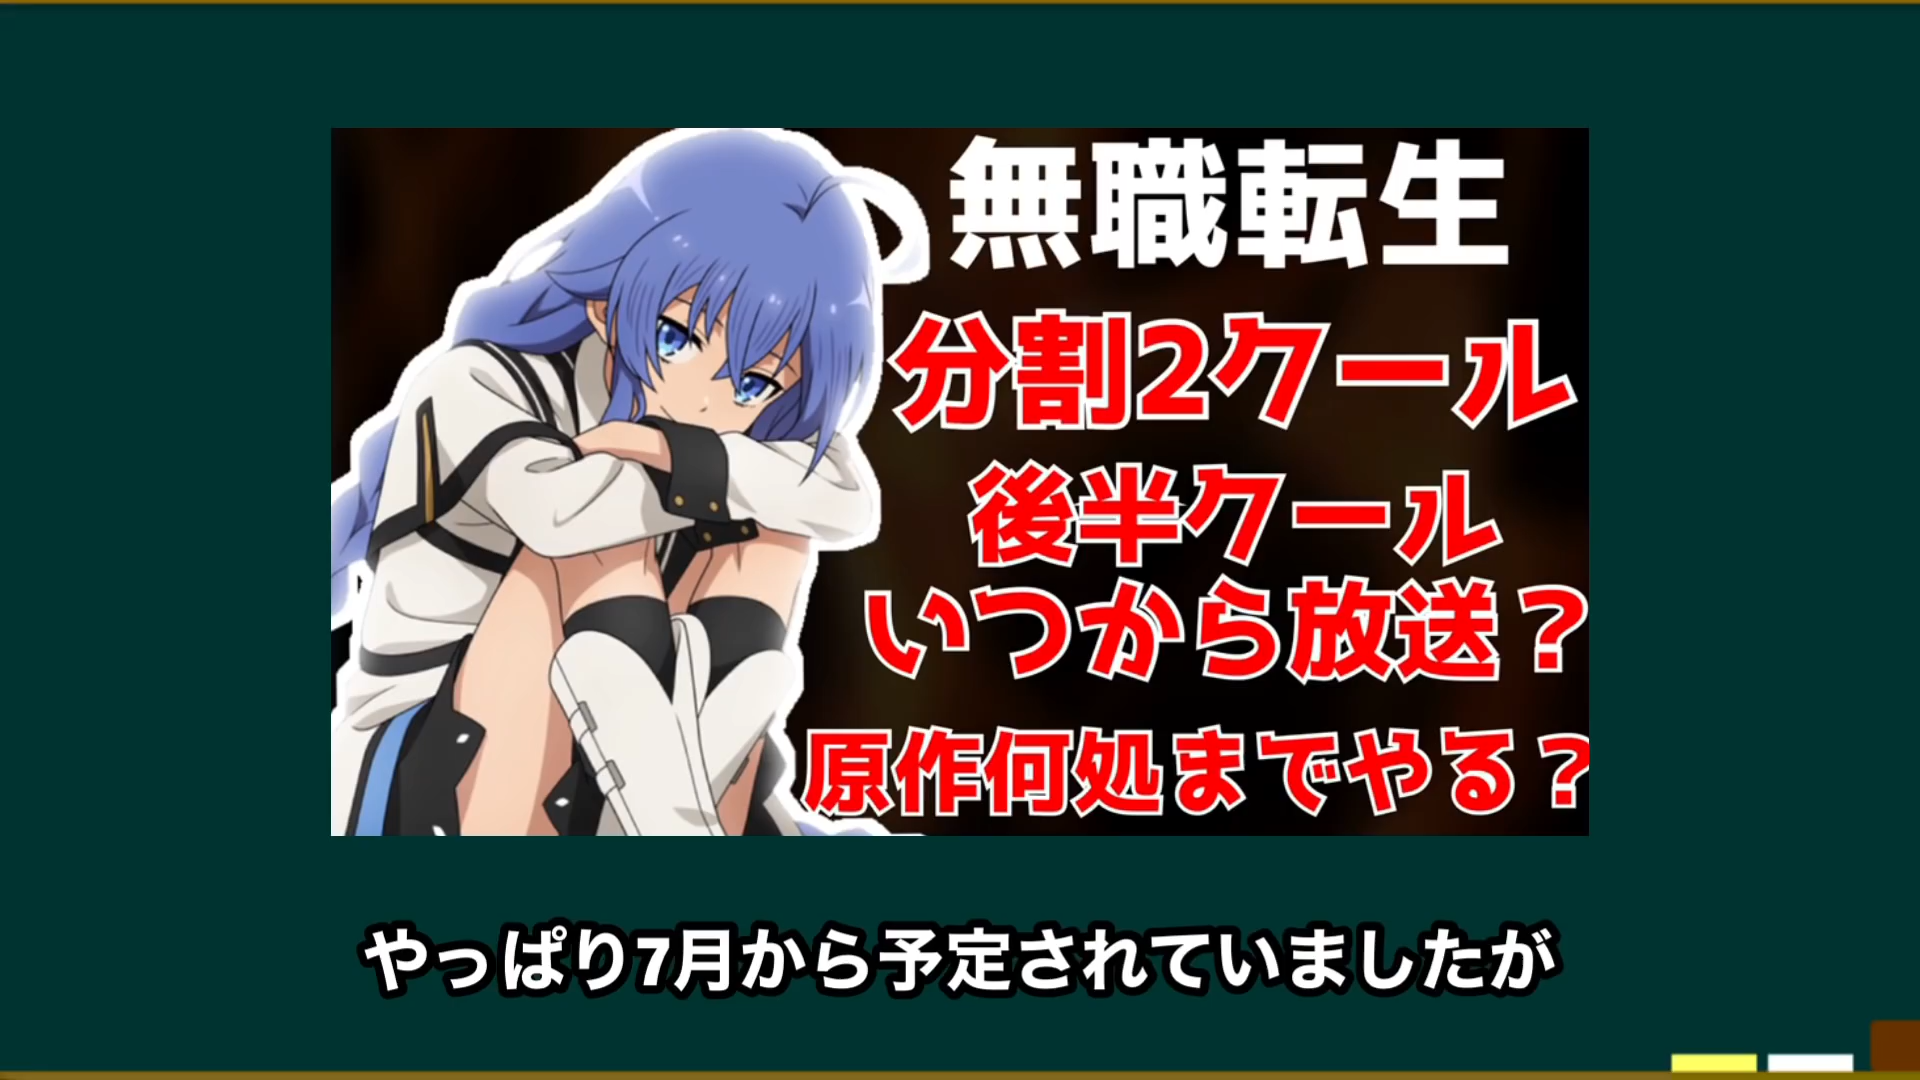 無職転生
分割2クール
後半クール
いつから放送？
原作何処までやる？
やっぱり7月から予定されていましたが